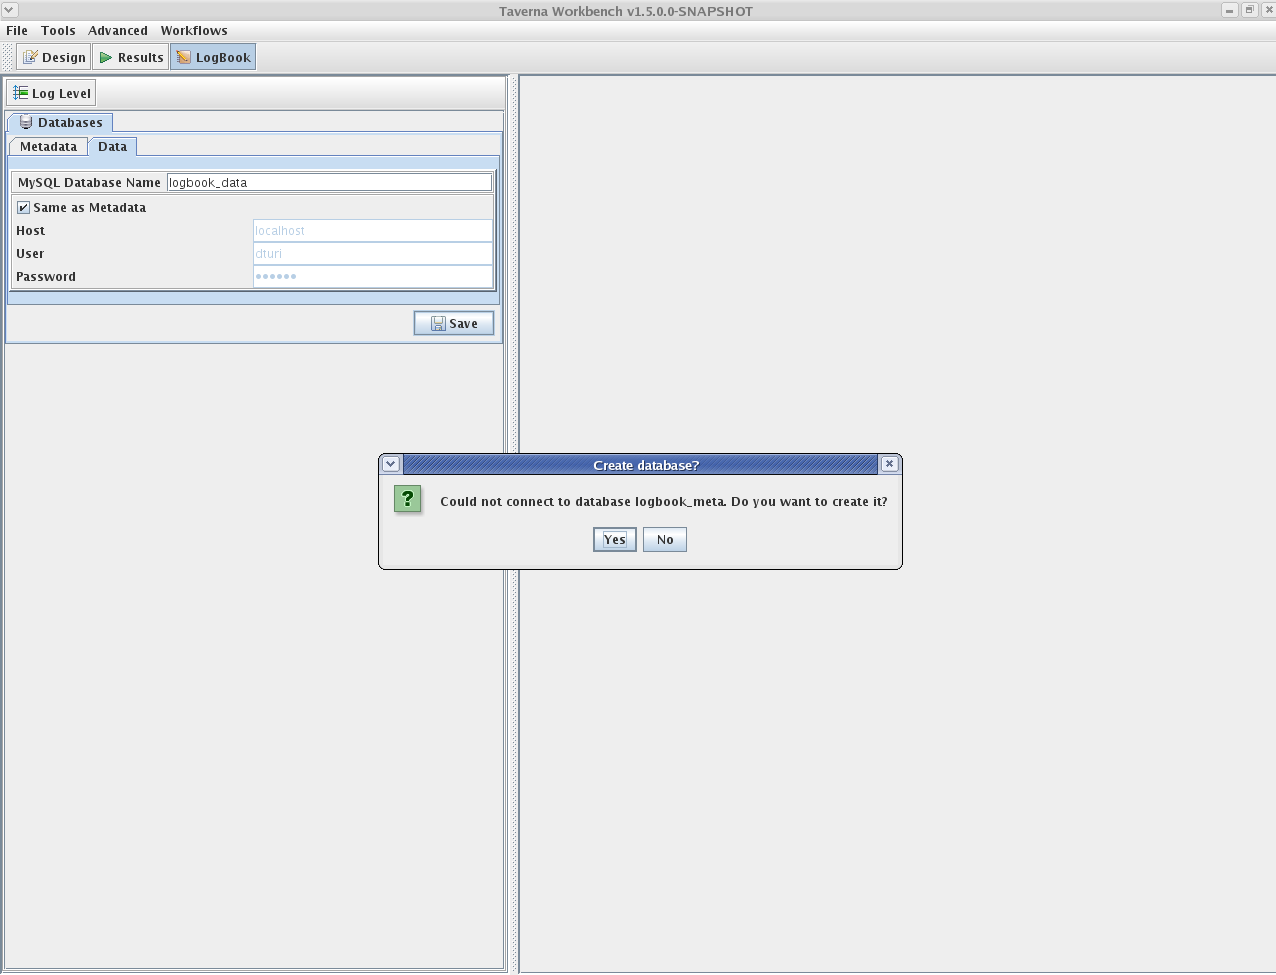 Taverna Workbench v1.5.0.0-SNAPSHOT
File Tools Advanced Workflows
Design Results LogBook
Log Level
Databases
Metadata Data
MySQL Database Name logbook_data
Same as Metadata
Host localhost
User dturi
Password ••••••
Save
Create database?
? Could not connect to database logbook_meta. Do you want to create it?
Yes No